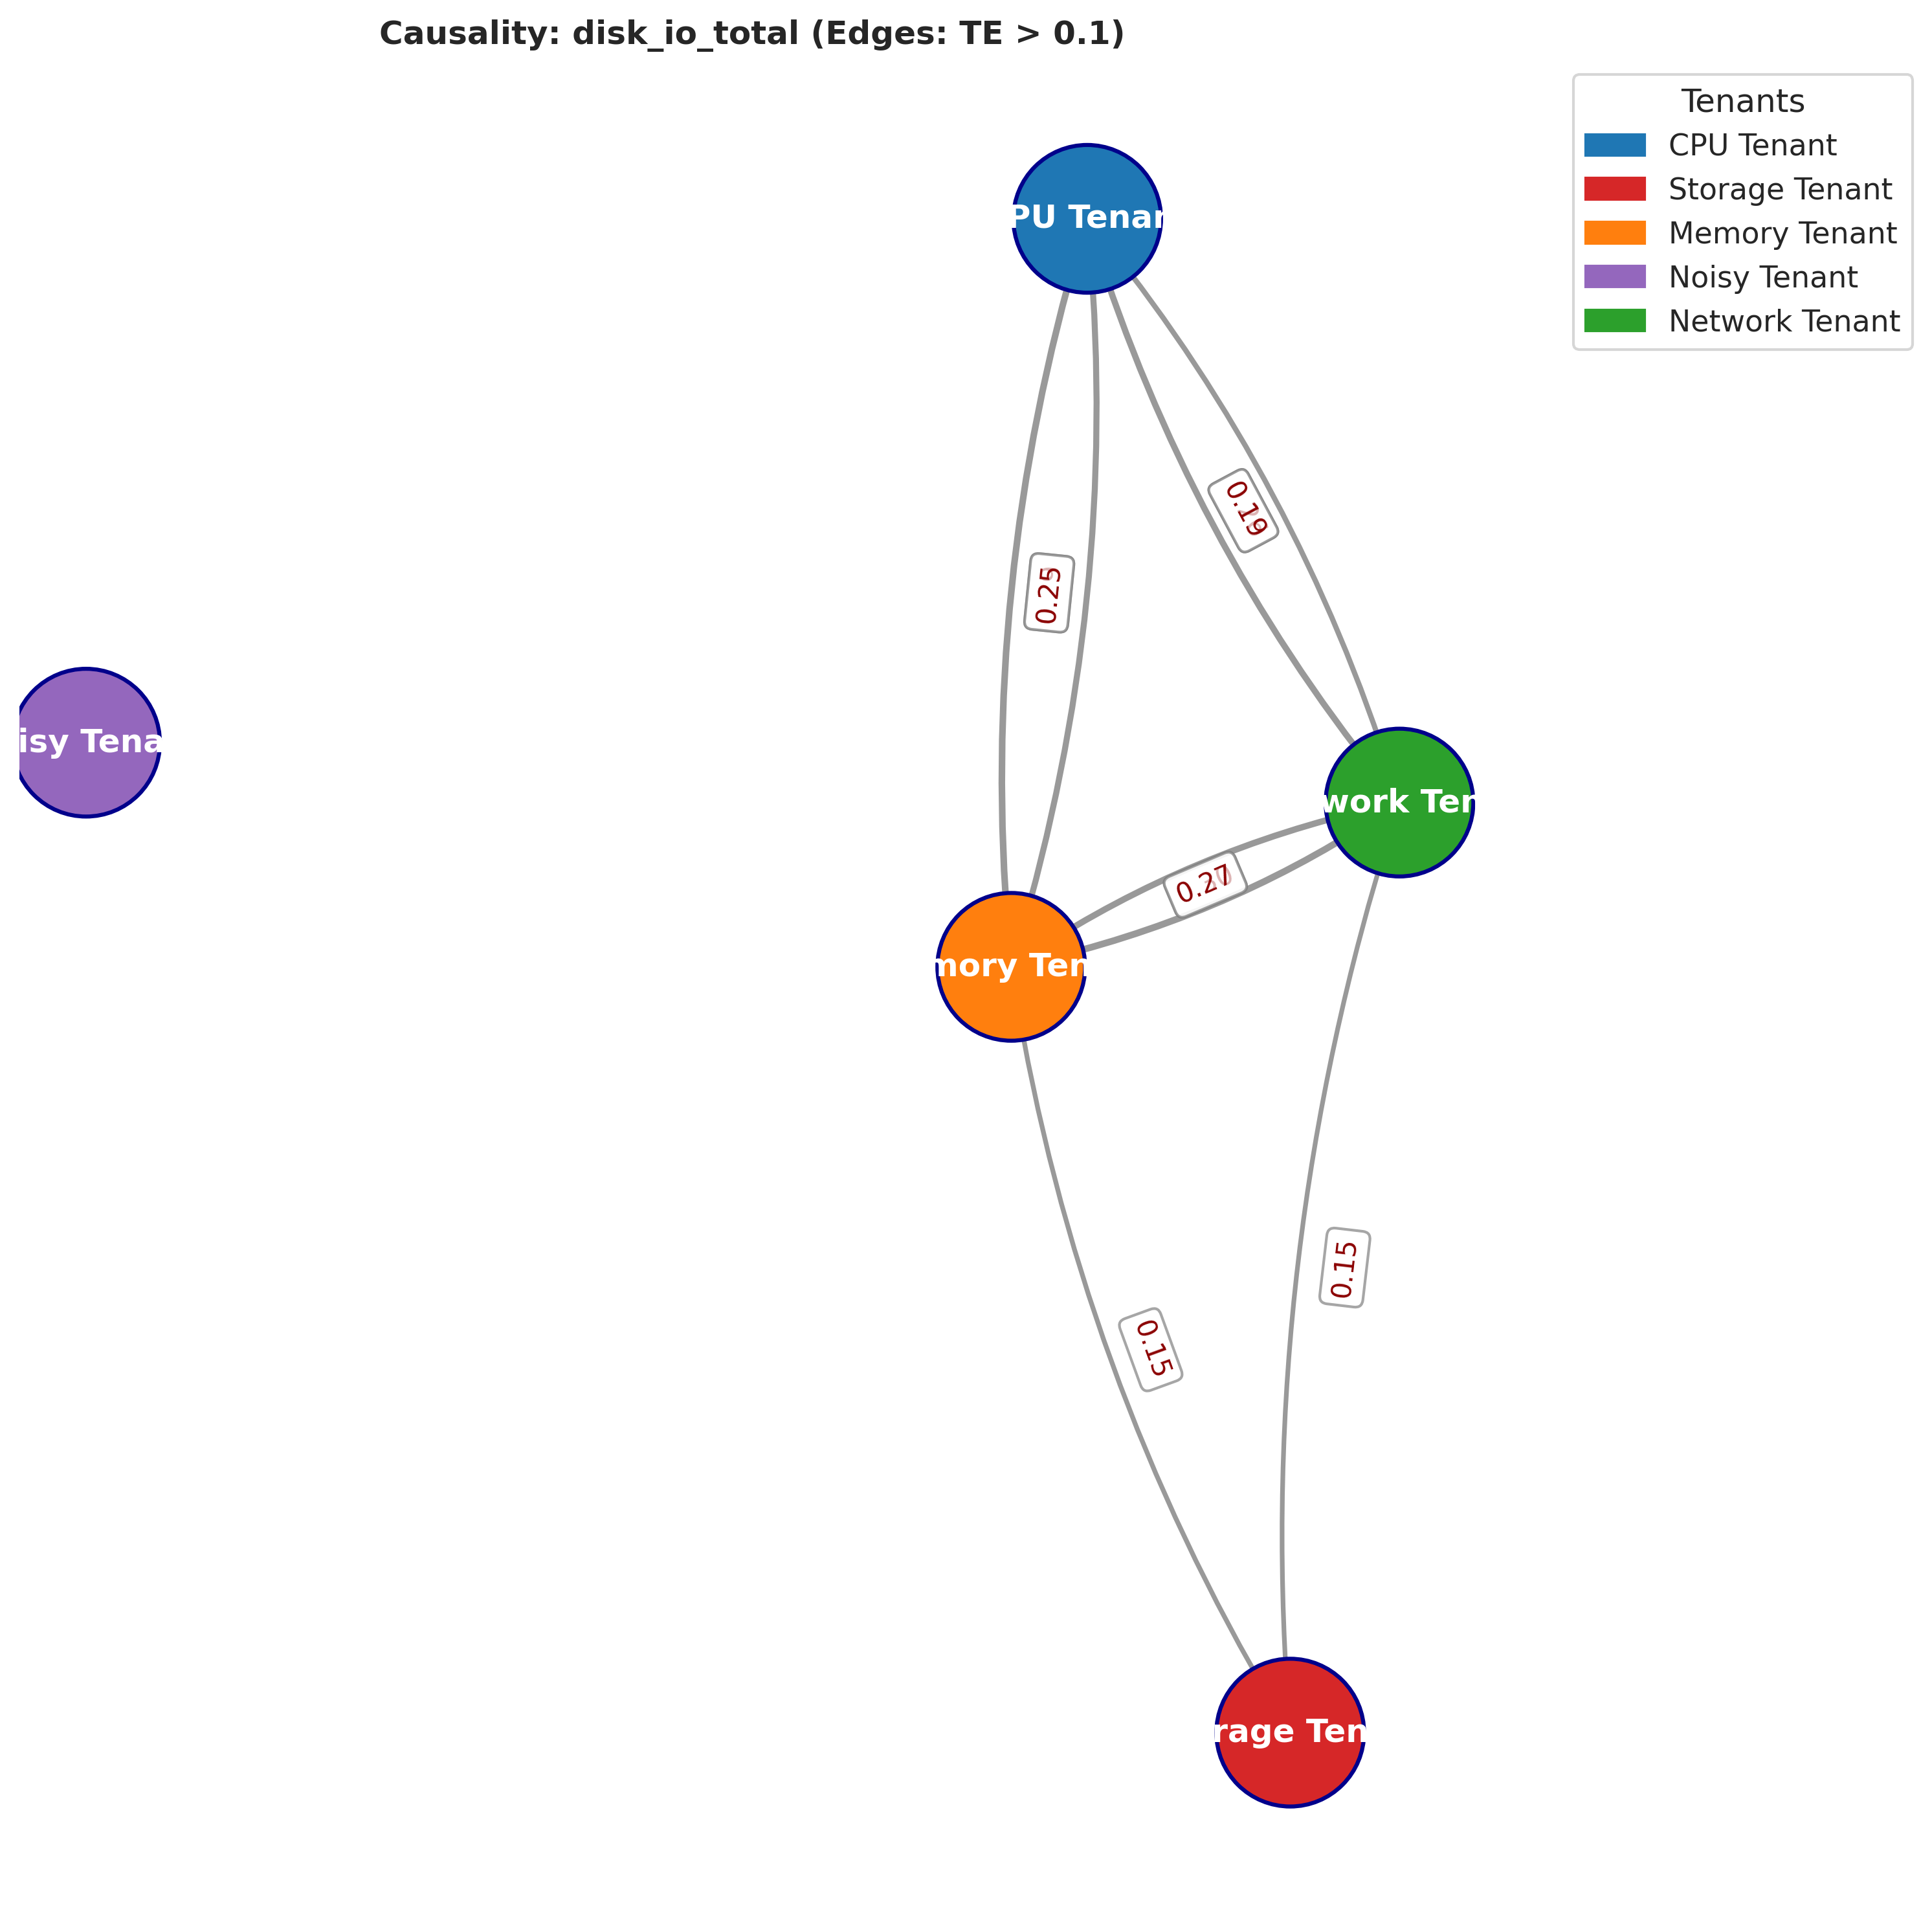 Causality: disk_io_total (Edges: TE > 0.1)
Tenants
CPU Tenant
Storage Tenant
Memory Tenant
Noisy Tenant
Network Tenant
PU Tenan
0.19
0.25
isy Tena
work Ten
0.27
mory Ten
0.15
0.15
rage Ten